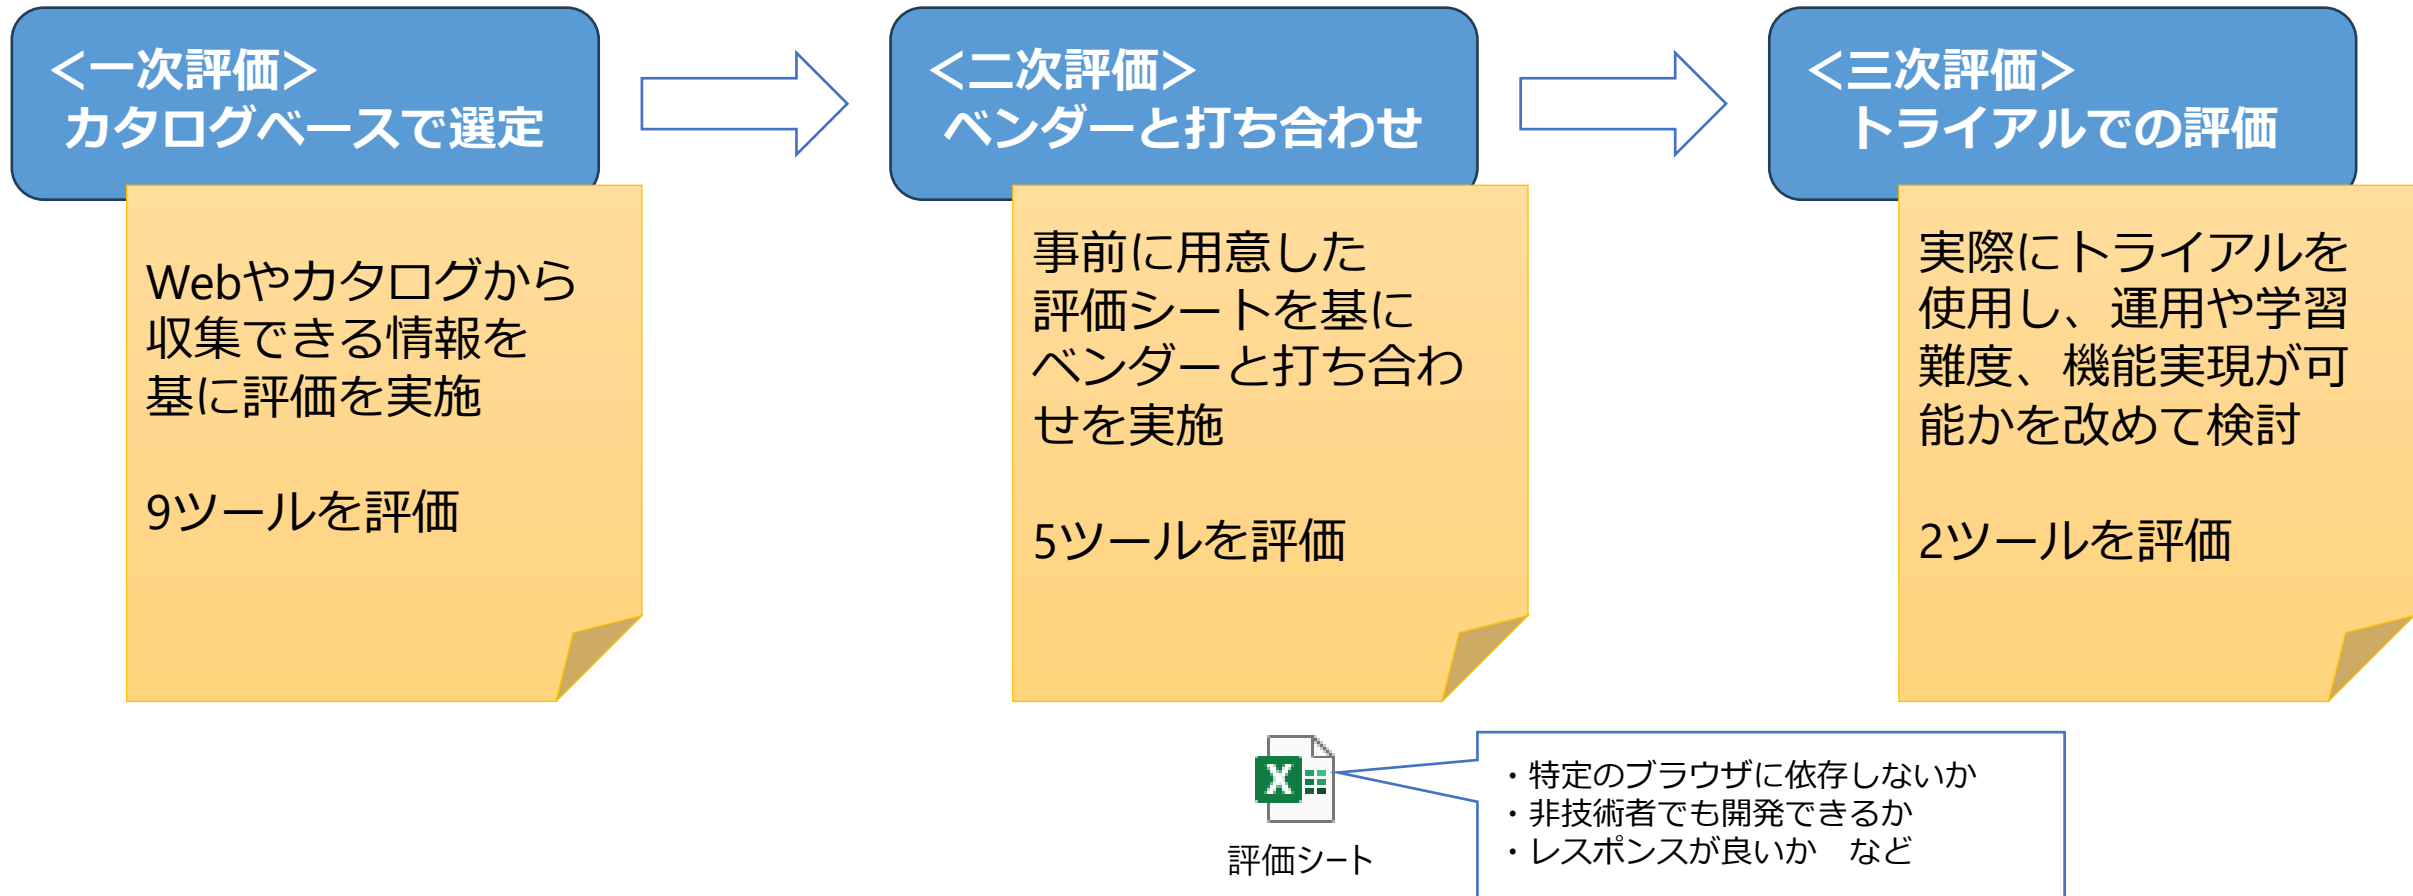 ＜一次評価＞
カタログベースで選定
Webやカタログから
収集できる情報を
基に評価を実施
9ツールを評価
＜二次評価＞
ベンダーと打ち合わせ
事前に用意した
評価シートを基に
ベンダーと打ち合わ
せを実施
5ツールを評価
＜三次評価＞
トライアルでの評価
実際にトライアルを
使用し、運用や学習
難度、機能実現が可
能かを改めて検討
2ツールを評価
X
評価シート
・特定のブラウザに依存しないか
・非技術者でも開発できるか
・レスポンスが良いか　など